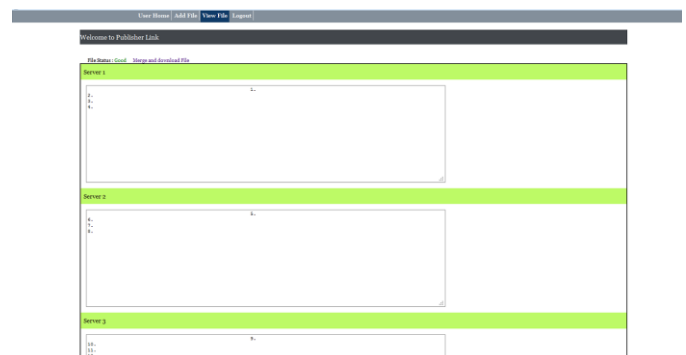 User Home Add File View File Logout
Welcome to Publisher Link
File Status : Good Merge and download File
Server 1
1.
2.
3.
4.
Server 2
5.
6.
7.
8.
Server 3
9.
10.
11.